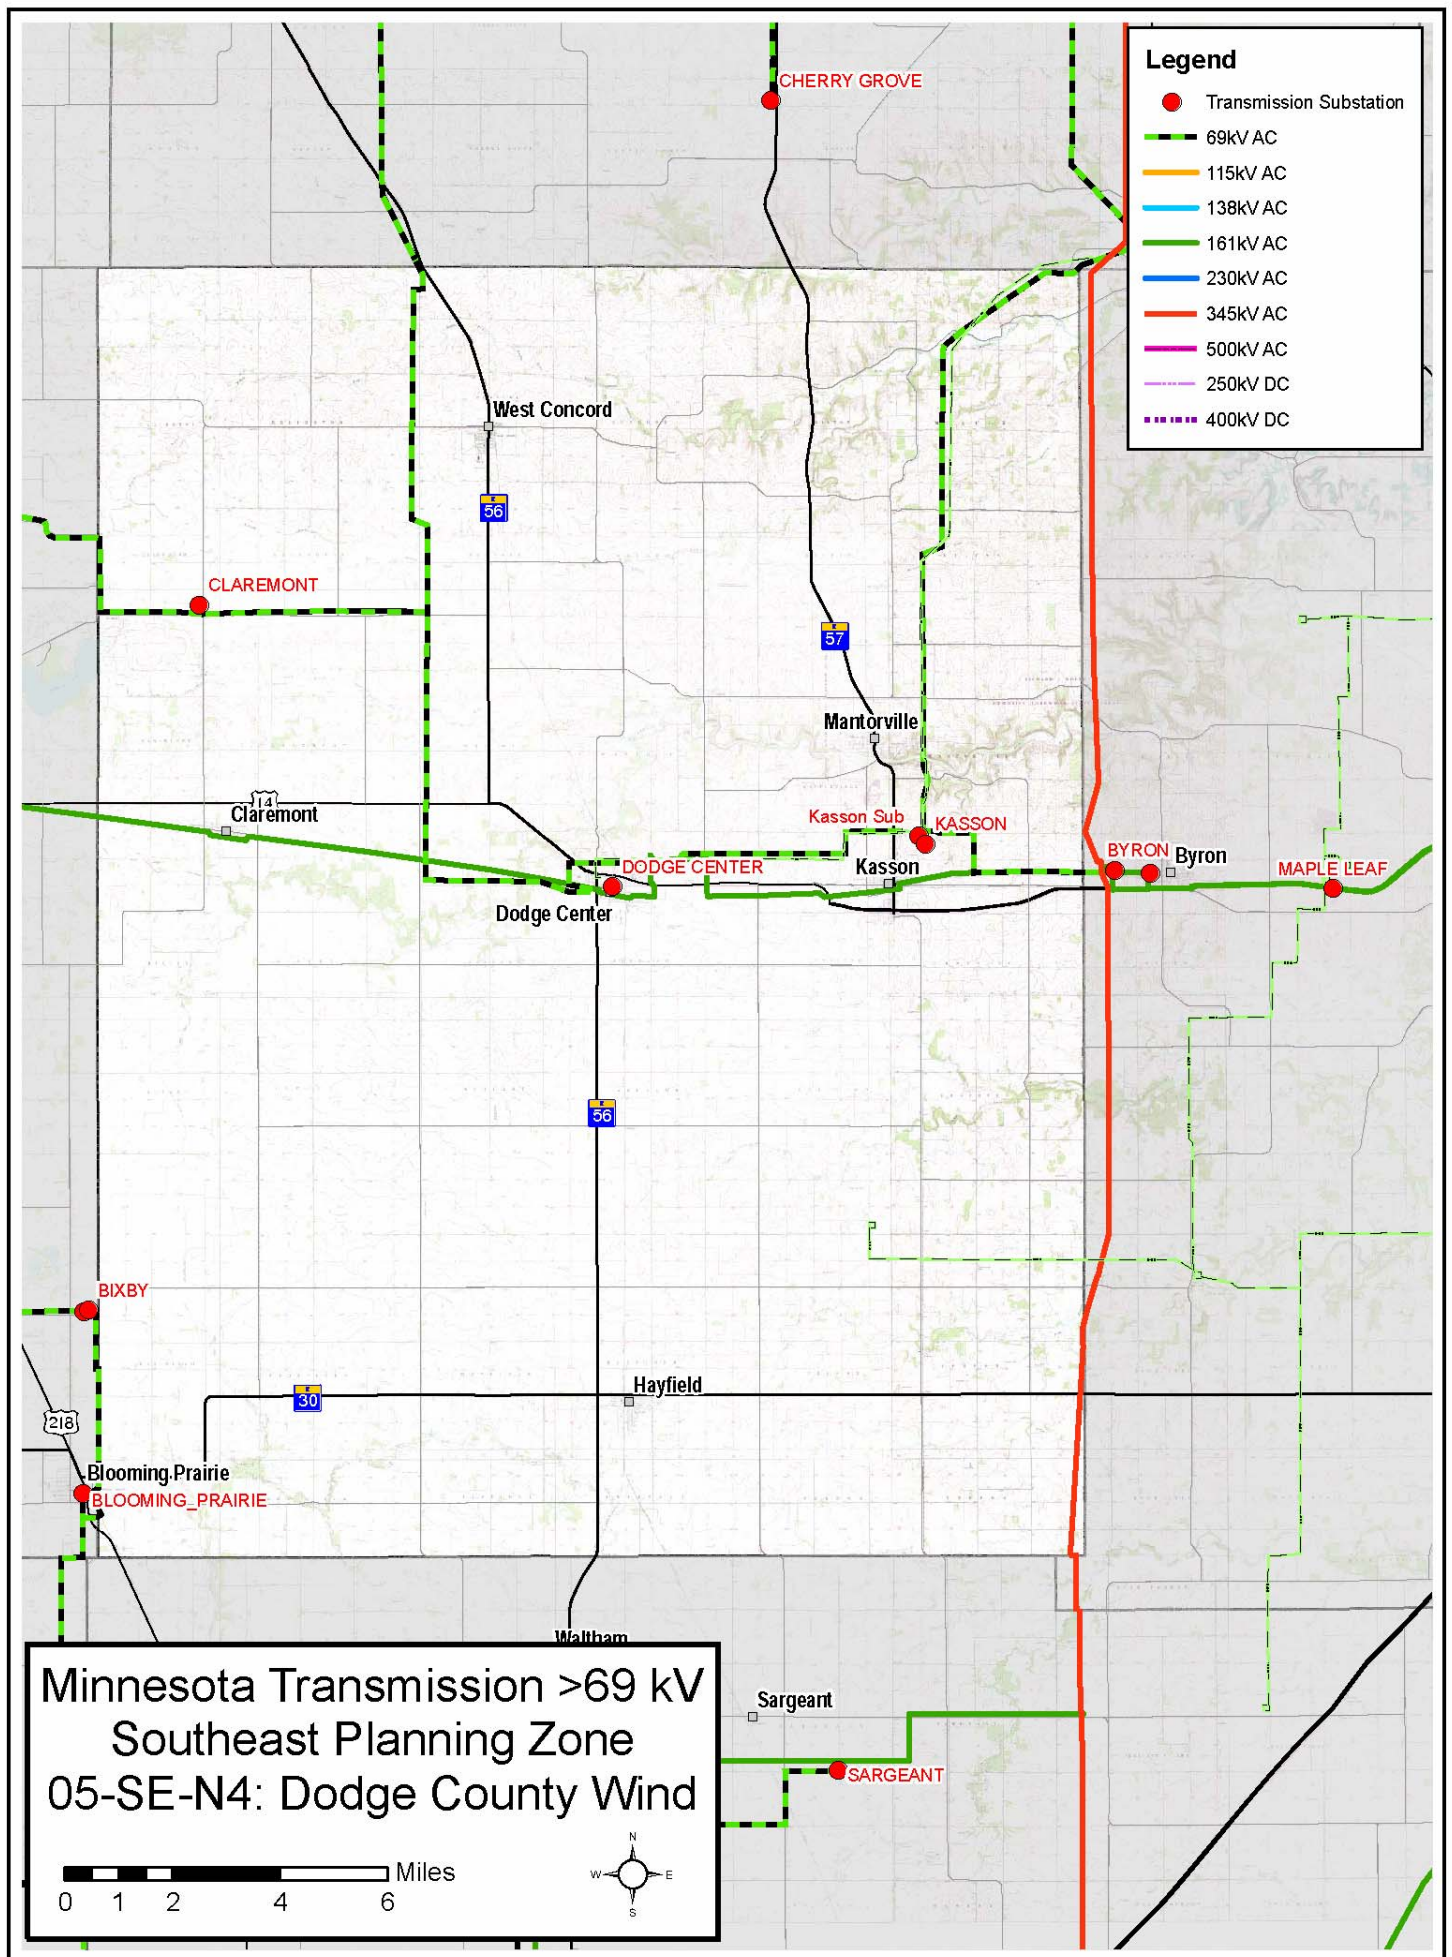 CHERRY GROVE
Legend
Transmission Substation
69kV AC
115kV AC
138kV AC
161kV AC
230kV AC
345kV AC
500kV AC
250kV DC
400kV DC
West Concord
56
CLAREMONT
57
Mantorville
14
Claremont
Kasson Sub
KASSON
DODGE CENTER
Kasson
BYRON
Byron
MAPLE LEAF
Dodge Center
56
BIXBY
Hayfield
30
218
Blooming Prairie
BLOOMING_PRAIRIE
Waltham
Minnesota Transmission >69 kV
Southeast Planning Zone
05-SE-N4: Dodge County Wind
Sargeant
SARGEANT
Miles
0 1 2 4 6
N
W E
S